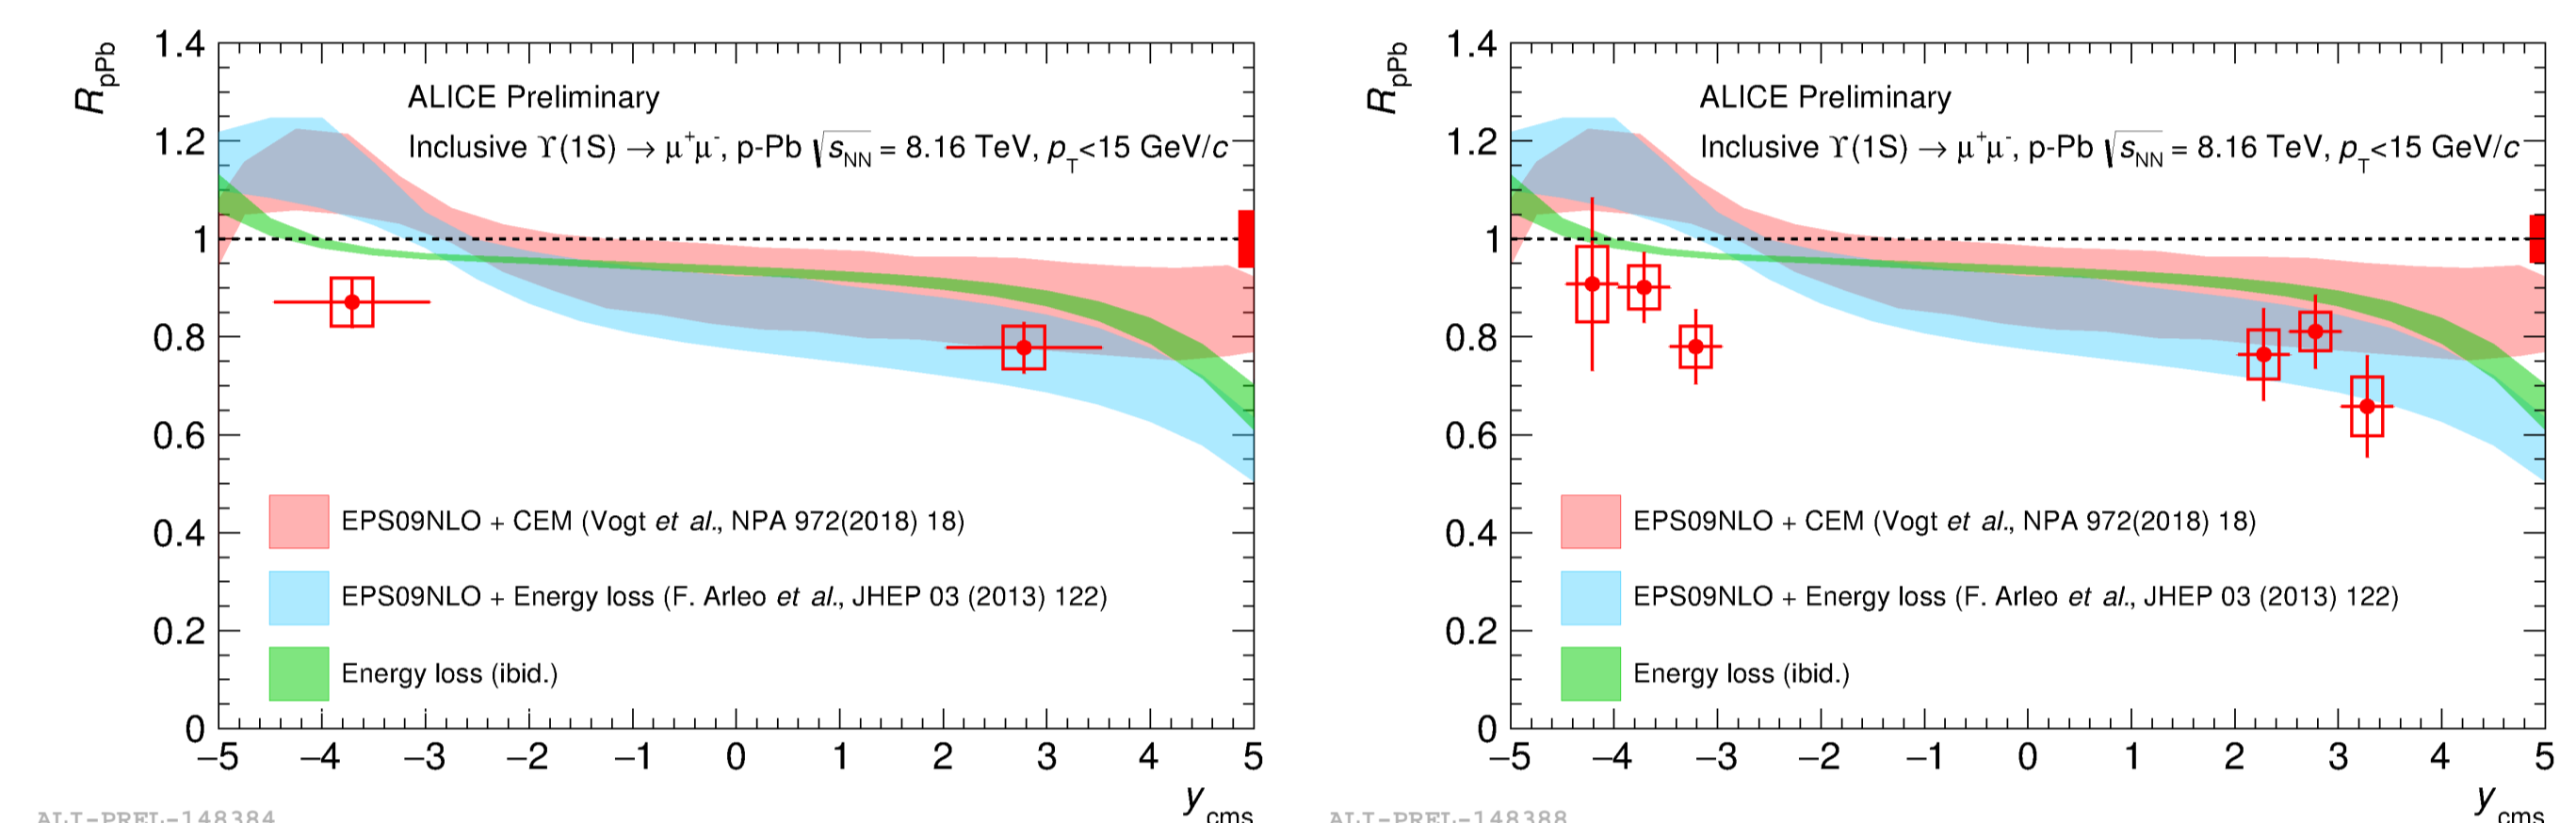 1.4
1.2
1
0.8
0.6
0.4
0.2
0
R_pPb
ALICE Preliminary
Inclusive ϒ(1S) → μ⁺μ⁻, p-Pb √s_NN = 8.16 TeV, p_T<15 GeV/c
EPS09NLO + CEM (Vogt et al., NPA 972(2018) 18)
EPS09NLO + Energy loss (F. Arleo et al., JHEP 03 (2013) 122)
Energy loss (ibid.)
−5 −4 −3 −2 −1 0 1 2 3 4 5
y_cms
ALI-PREL-148384
1.4
1.2
1
0.8
0.6
0.4
0.2
0
R_pPb
ALICE Preliminary
Inclusive ϒ(1S) → μ⁺μ⁻, p-Pb √s_NN = 8.16 TeV, p_T<15 GeV/c
EPS09NLO + CEM (Vogt et al., NPA 972(2018) 18)
EPS09NLO + Energy loss (F. Arleo et al., JHEP 03 (2013) 122)
Energy loss (ibid.)
−5 −4 −3 −2 −1 0 1 2 3 4 5
y_cms
ALI-PREL-148388